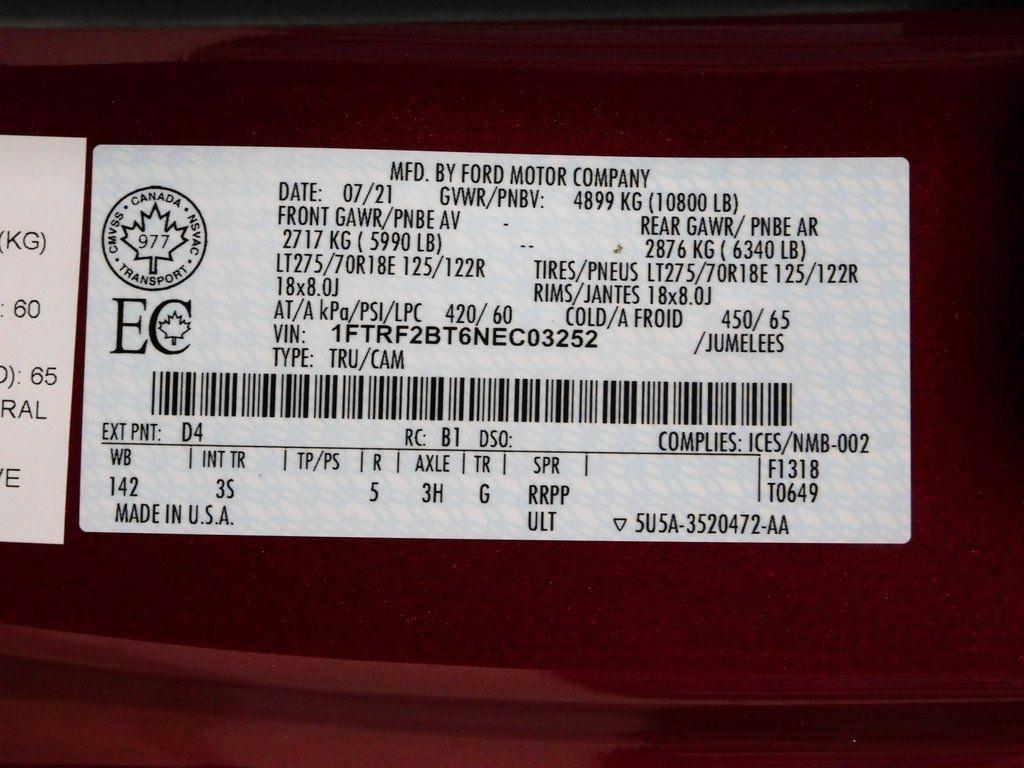 (KG)
: 60
D): 65
RAL
VE
MFD. BY FORD MOTOR COMPANY
DATE: 07/21 GVWR/PNBV: 4899 KG (10800 LB)
FRONT GAWR/PNBE AV - REAR GAWR/ PNBE AR
2717 KG ( 5990 LB) -- 2876 KG ( 6340 LB)
LT275/70R18E 125/122R TIRES/PNEUS LT275/70R18E 125/122R
18x8.0J RIMS/JANTES 18x8.0J
AT/A kPa/PSI/LPC 420/ 60 COLD/A FROID 450/ 65
VIN: 1FTRF2BT6NEC03252 /JUMELEES
TYPE: TRU/CAM
CANADA
CMVSS • NSVAC
977
TRANSPORT
EC
EXT PNT: D4 RC: B1 DSO: COMPLIES: ICES/NMB-002
WB | INT TR | TP/PS | R | AXLE | TR | SPR | F1318
142 3S 5 3H G RRPP T0649
MADE IN U.S.A. ULT ▽ 5U5A-3520472-AA